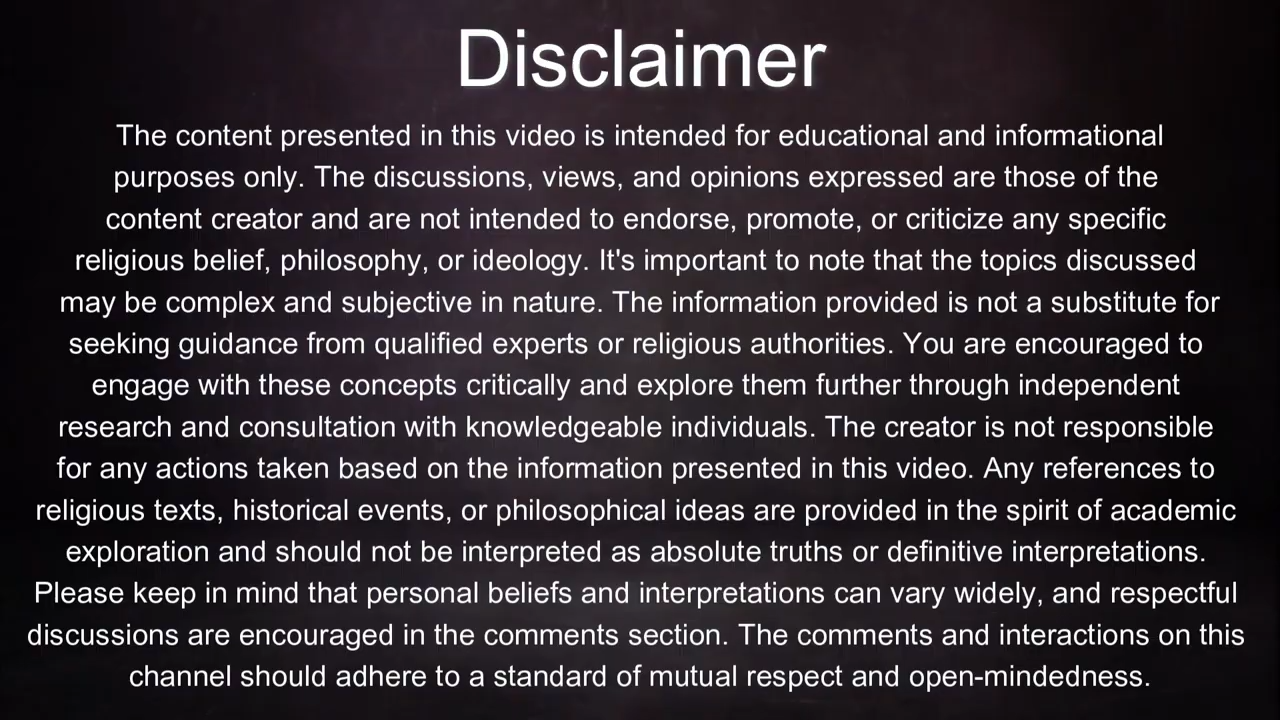 Disclaimer
The content presented in this video is intended for educational and informational
purposes only. The discussions, views, and opinions expressed are those of the
content creator and are not intended to endorse, promote, or criticize any specific
religious belief, philosophy, or ideology. It's important to note that the topics discussed
may be complex and subjective in nature. The information provided is not a substitute for
seeking guidance from qualified experts or religious authorities. You are encouraged to
engage with these concepts critically and explore them further through independent
research and consultation with knowledgeable individuals. The creator is not responsible
for any actions taken based on the information presented in this video. Any references to
religious texts, historical events, or philosophical ideas are provided in the spirit of academic
exploration and should not be interpreted as absolute truths or definitive interpretations.
Please keep in mind that personal beliefs and interpretations can vary widely, and respectful
discussions are encouraged in the comments section. The comments and interactions on this
channel should adhere to a standard of mutual respect and open-mindedness.